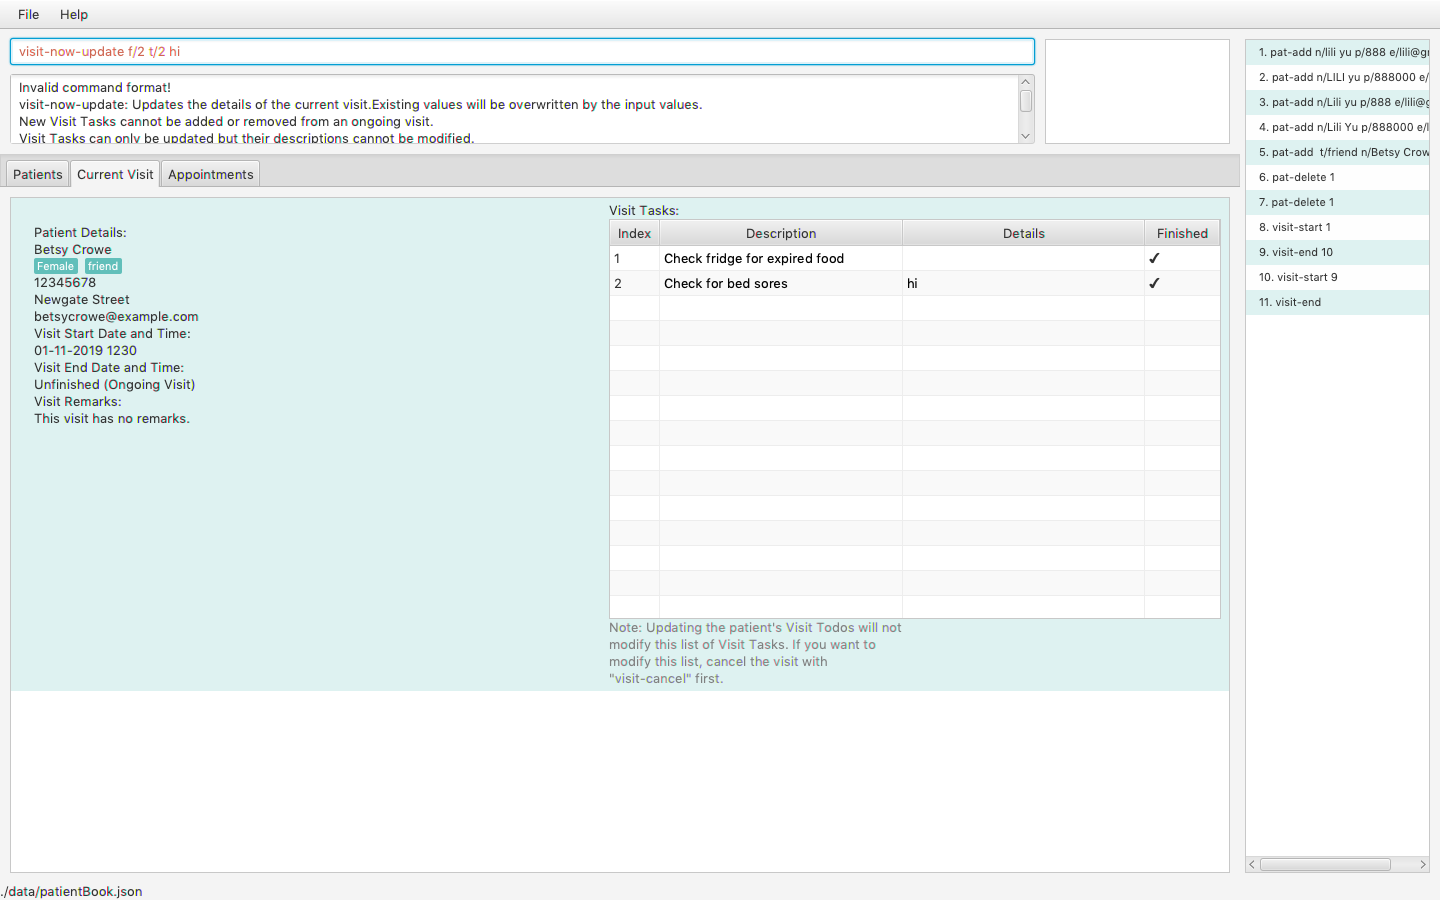 File Help
visit-now-update f/2 t/2 hi
Invalid command format!
visit-now-update: Updates the details of the current visit.Existing values will be overwritten by the input values.
New Visit Tasks cannot be added or removed from an ongoing visit.
Visit Tasks can only be updated but their descriptions cannot be modified.
Patients Current Visit Appointments
Patient Details:
Betsy Crowe
Female friend
12345678
Newgate Street
betsycrowe@example.com
Visit Start Date and Time:
01-11-2019 1230
Visit End Date and Time:
Unfinished (Ongoing Visit)
Visit Remarks:
This visit has no remarks.
Visit Tasks:
Index Description Details Finished
1 Check fridge for expired food ✓
2 Check for bed sores hi ✓
Note: Updating the patient's Visit Todos will not
modify this list of Visit Tasks. If you want to
modify this list, cancel the visit with
"visit-cancel" first.
1. pat-add n/lili yu p/888 e/lili@g
2. pat-add n/LILI yu p/888000 e/
3. pat-add n/Lili yu p/888 e/lili@g
4. pat-add n/Lili Yu p/888000 e/l
5. pat-add  t/friend n/Betsy Crow
6. pat-delete 1
7. pat-delete 1
8. visit-start 1
9. visit-end 10
10. visit-start 9
11. visit-end
./data/patientBook.json